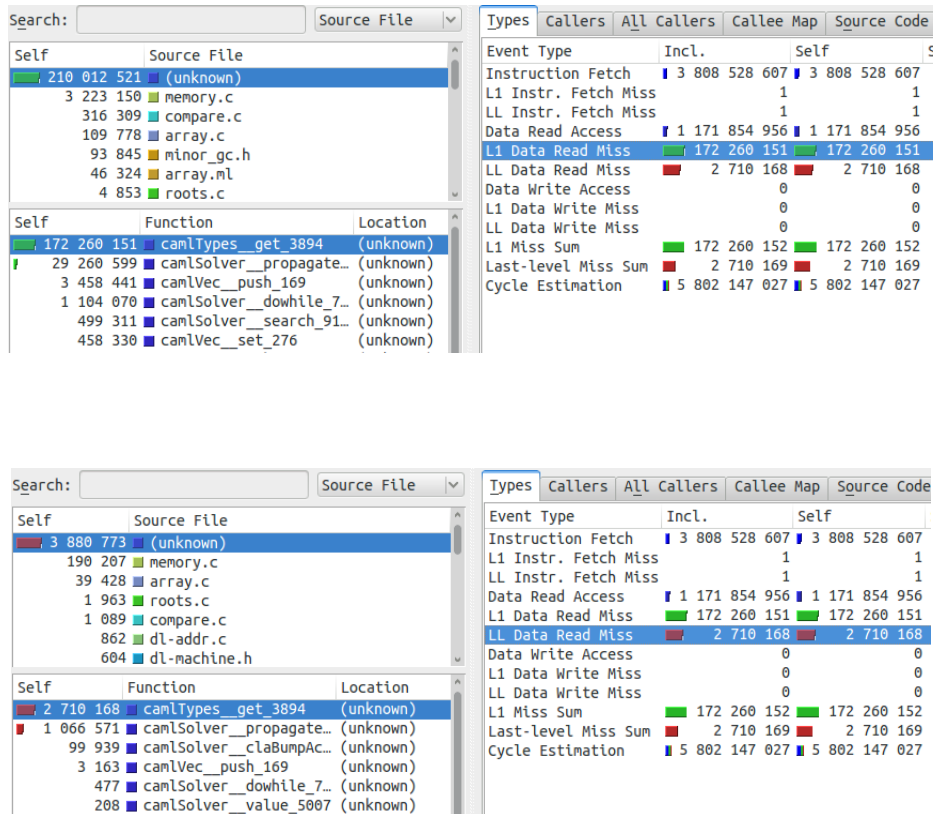 Search: Source File
Self Source File
210 012 521 (unknown)
3 223 150 memory.c
316 309 compare.c
109 778 array.c
93 845 minor_gc.h
46 324 array.ml
4 853 roots.c
Self Function Location
172 260 151 camlTypes__get_3894 (unknown)
29 260 599 camlSolver__propagate… (unknown)
3 458 441 camlVec__push_169 (unknown)
1 104 070 camlSolver__dowhile_7… (unknown)
499 311 camlSolver__search_91… (unknown)
458 330 camlVec__set_276 (unknown)
Types Callers All Callers Callee Map Source Code
Event Type Incl. Self S
Instruction Fetch 3 808 528 607 3 808 528 607
L1 Instr. Fetch Miss 1 1
LL Instr. Fetch Miss 1 1
Data Read Access 1 171 854 956 1 171 854 956
L1 Data Read Miss 172 260 151 172 260 151
LL Data Read Miss 2 710 168 2 710 168
Data Write Access 0 0
L1 Data Write Miss 0 0
LL Data Write Miss 0 0
L1 Miss Sum 172 260 152 172 260 152
Last-level Miss Sum 2 710 169 2 710 169
Cycle Estimation 5 802 147 027 5 802 147 027
Search: Source File
Self Source File
3 880 773 (unknown)
190 207 memory.c
39 428 array.c
1 963 roots.c
1 089 compare.c
862 dl-addr.c
604 dl-machine.h
Self Function Location
2 710 168 camlTypes__get_3894 (unknown)
1 066 571 camlSolver__propagate… (unknown)
99 939 camlSolver__claBumpAc… (unknown)
3 163 camlVec__push_169 (unknown)
477 camlSolver__dowhile_7… (unknown)
208 camlSolver__value_5007 (unknown)
Types Callers All Callers Callee Map Source Code
Event Type Incl. Self
Instruction Fetch 3 808 528 607 3 808 528 607
L1 Instr. Fetch Miss 1 1
LL Instr. Fetch Miss 1 1
Data Read Access 1 171 854 956 1 171 854 956
L1 Data Read Miss 172 260 151 172 260 151
LL Data Read Miss 2 710 168 2 710 168
Data Write Access 0 0
L1 Data Write Miss 0 0
LL Data Write Miss 0 0
L1 Miss Sum 172 260 152 172 260 152
Last-level Miss Sum 2 710 169 2 710 169
Cycle Estimation 5 802 147 027 5 802 147 027